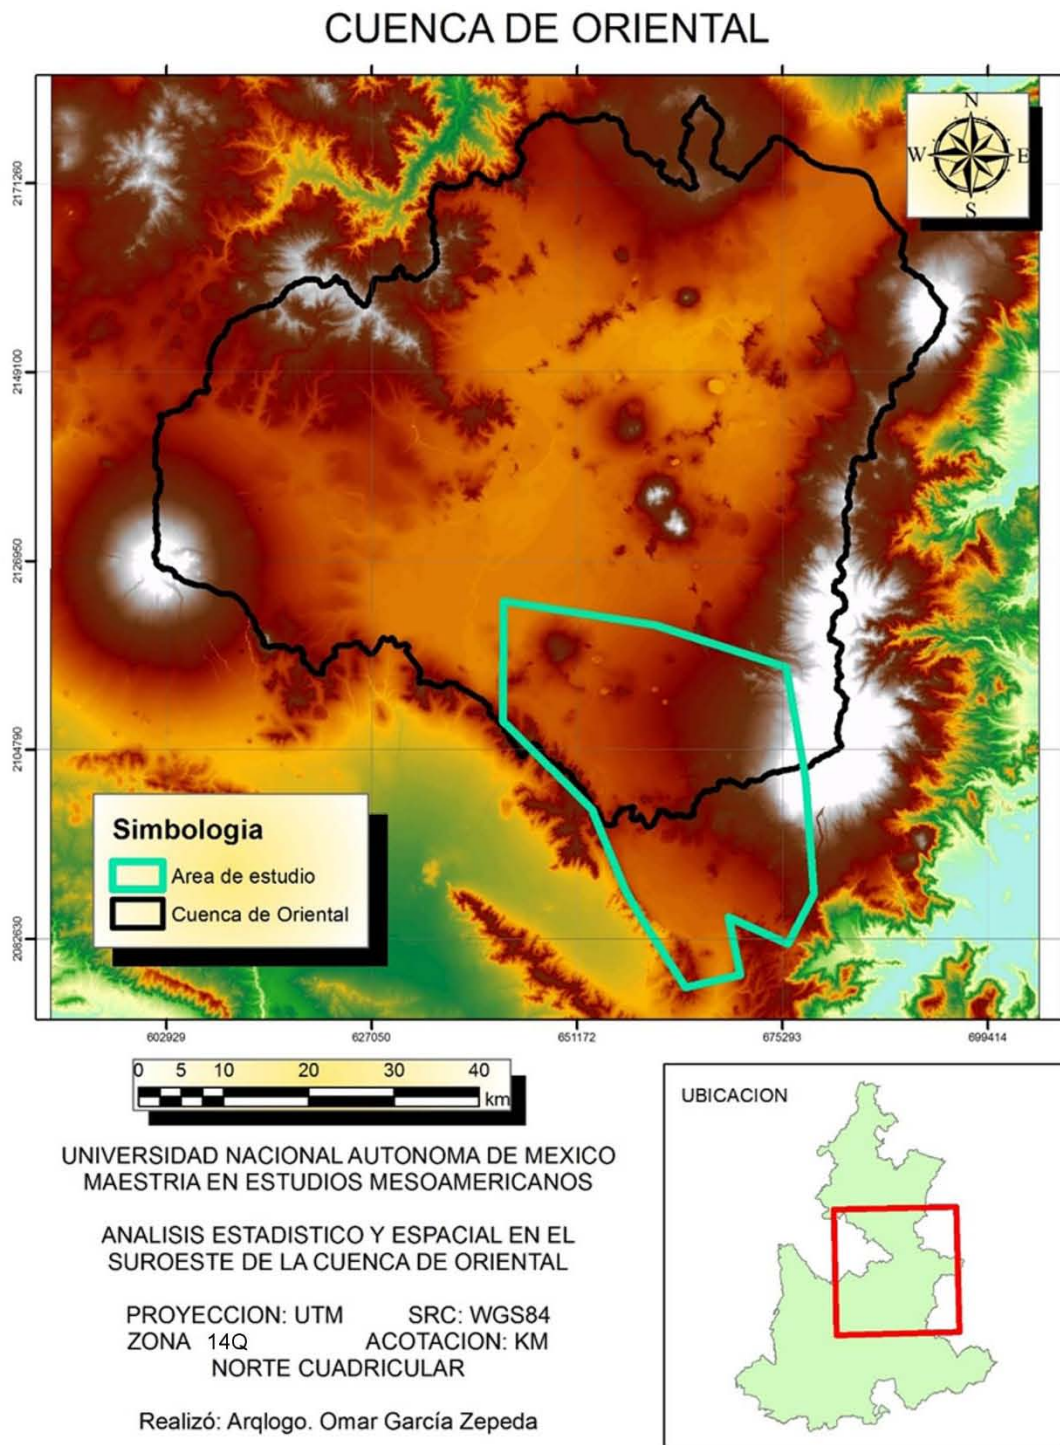 CUENCA DE ORIENTAL
N
W
E
S
2171260
2149100
2126950
2104790
2082630
Simbologia
Area de estudio
Cuenca de Oriental
602929
627050
651172
675293
699414
0 5 10 20 30 40
km
UBICACION
UNIVERSIDAD NACIONAL AUTONOMA DE MEXICO
MAESTRIA EN ESTUDIOS MESOAMERICANOS
ANALISIS ESTADISTICO Y ESPACIAL EN EL
SUROESTE DE LA CUENCA DE ORIENTAL
PROYECCION: UTM SRC: WGS84
ZONA 14Q ACOTACION: KM
NORTE CUADRICULAR
Realizó: Arqlogo. Omar García Zepeda